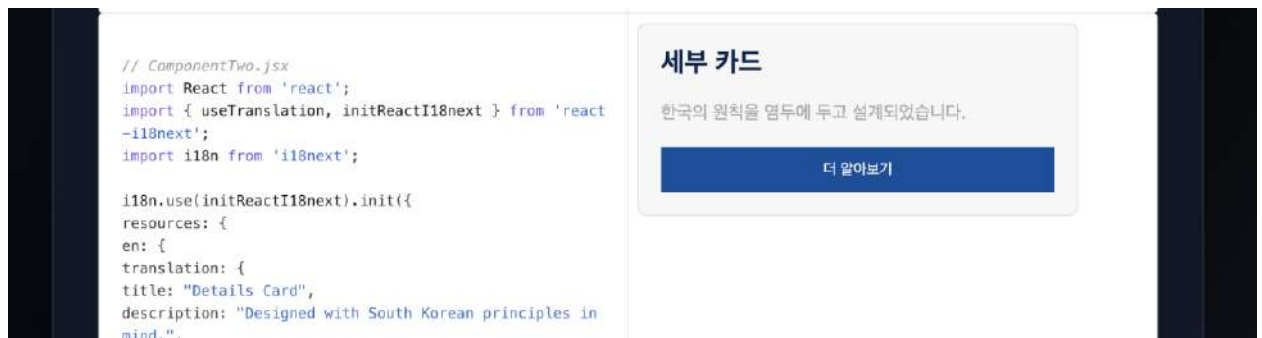 // ComponentTwo.jsx
import React from 'react';
import { useTranslation, initReactI18next } from 'react
-i18next';
import i18n from 'i18next';
i18n.use(initReactI18next).init({
resources: {
en: {
translation: {
title: "Details Card",
description: "Designed with South Korean principles in
mind.",
세부 카드
한국의 원칙을 염두에 두고 설계되었습니다.
더 알아보기